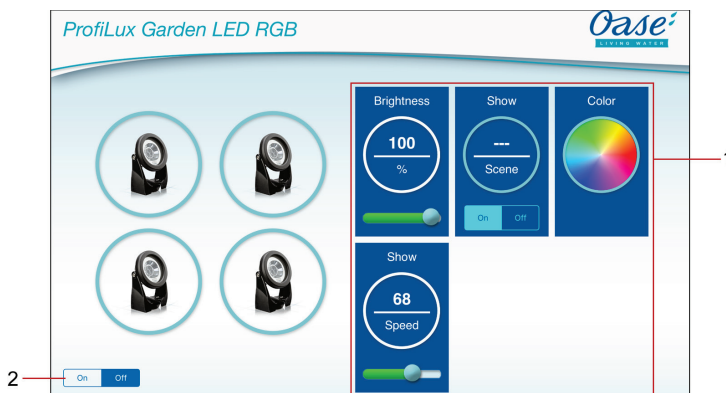 ProfiLux Garden LED RGB
Oase
LIVING WATER
Brightness
100
%
Show
---
Scene
On Off
Color
1
Show
68
Speed
2
On Off